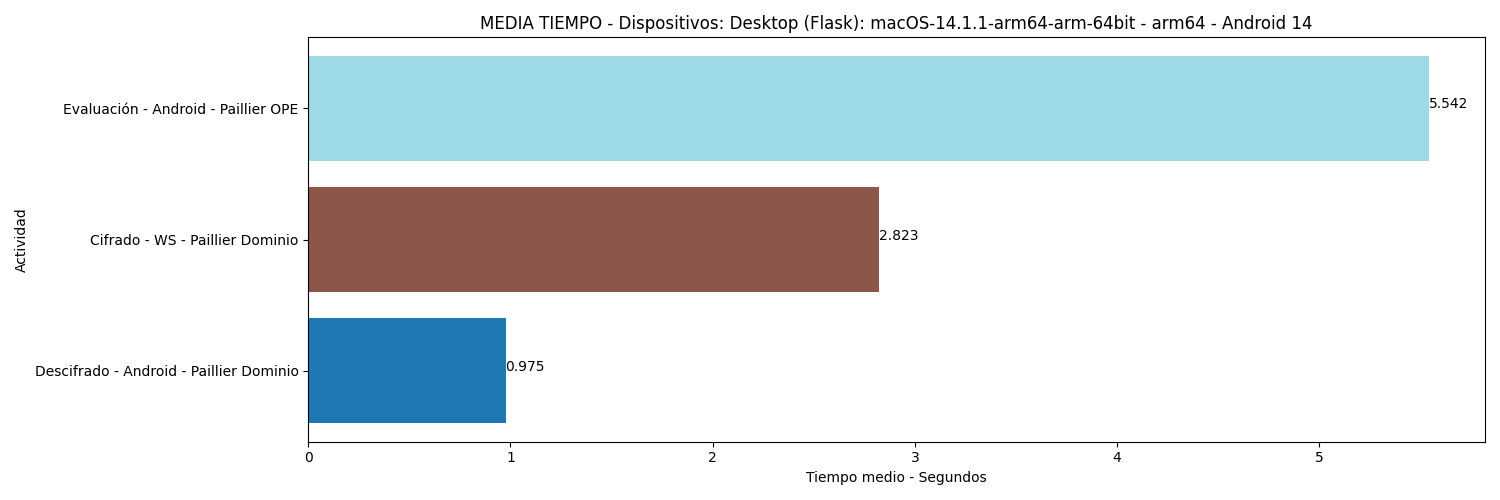 MEDIA TIEMPO - Dispositivos: Desktop (Flask): macOS-14.1.1-arm64-arm-64bit - arm64 - Android 14
Actividad
Evaluación - Android - Paillier OPE
5.542
Cifrado - WS - Paillier Dominio
2.823
Descifrado - Android - Paillier Dominio
0.975
0 1 2 3 4 5
Tiempo medio - Segundos